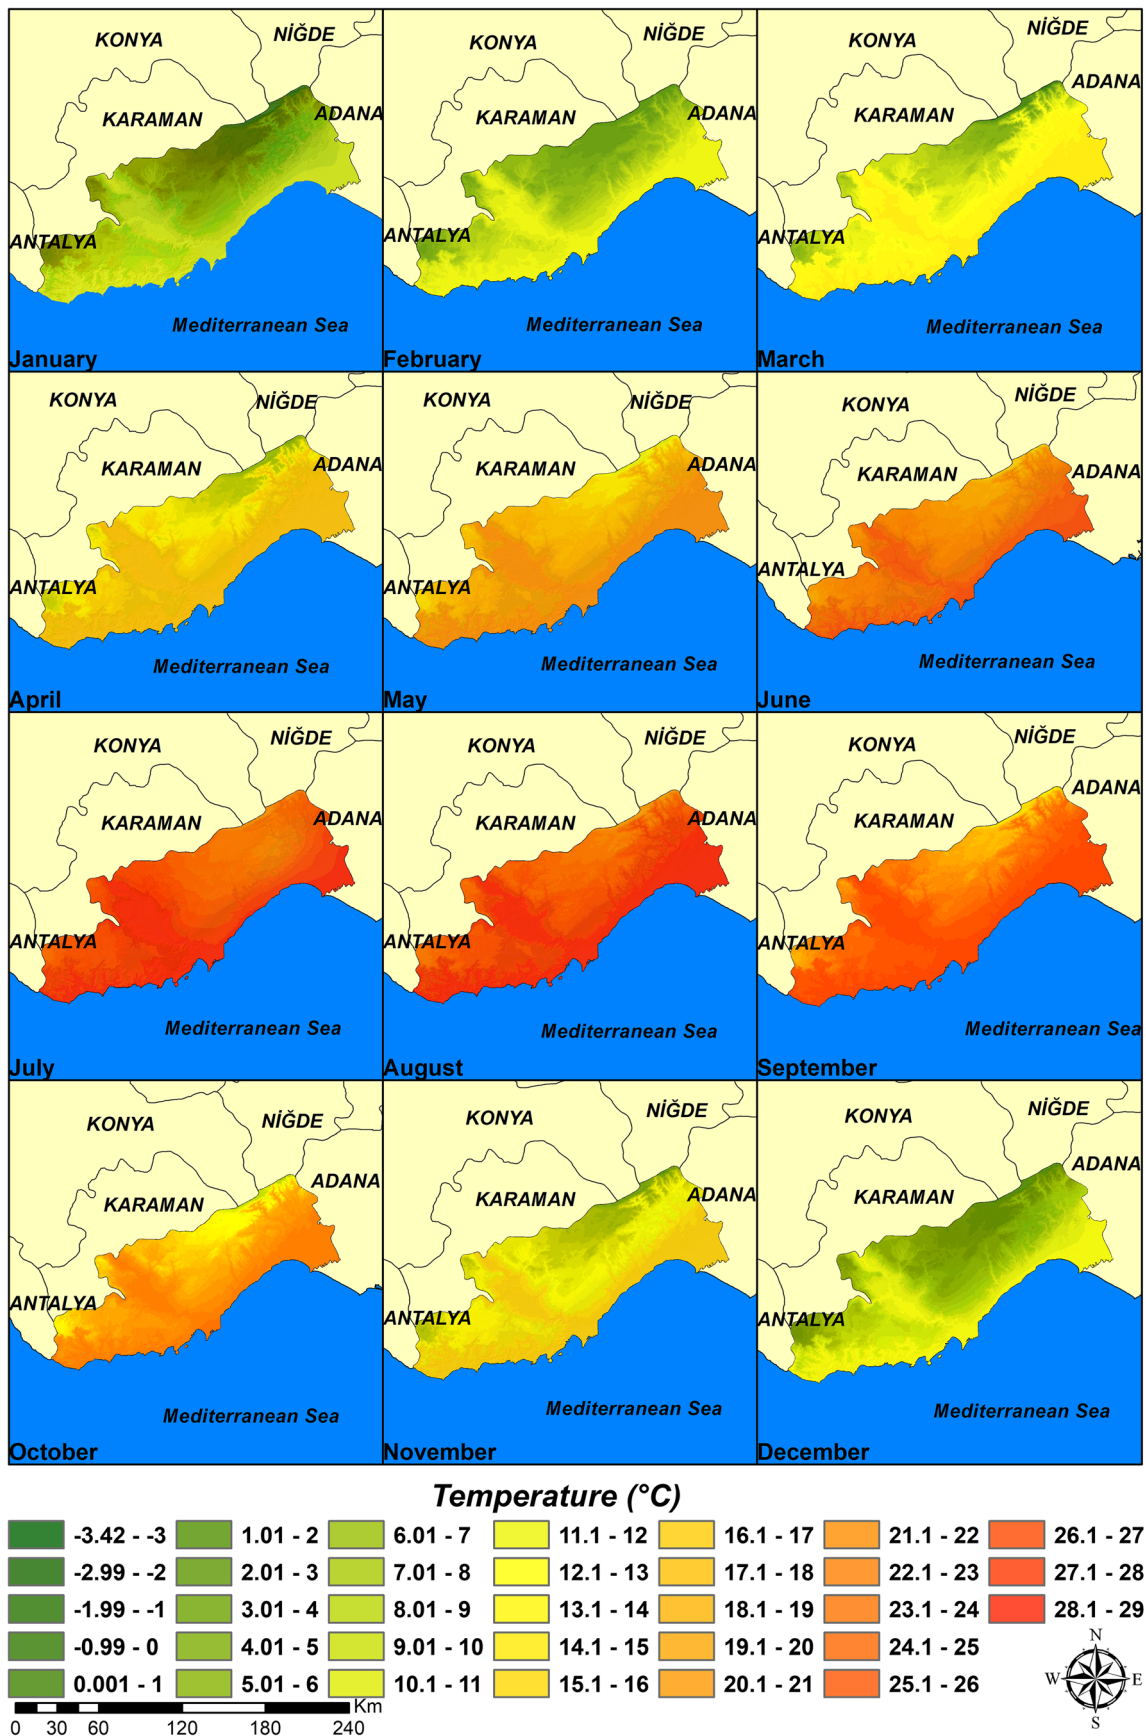 KONYA
NİĞDE
KARAMAN
ADANA
ANTALYA
Mediterranean Sea
January
KONYA
NİĞDE
KARAMAN
ADANA
ANTALYA
Mediterranean Sea
February
KONYA
NİĞDE
ADANA
KARAMAN
ANTALYA
Mediterranean Sea
March
KONYA
NİĞDE
KARAMAN
ADANA
ANTALYA
Mediterranean Sea
April
KONYA
NİĞDE
KARAMAN
ADANA
ANTALYA
Mediterranean Sea
May
KONYA
NİĞDE
KARAMAN
ADANA
ANTALYA
Mediterranean Sea
June
KONYA
NİĞDE
KARAMAN
ADANA
ANTALYA
Mediterranean Sea
July
KONYA
NİĞDE
KARAMAN
ADANA
ANTALYA
Mediterranean Sea
August
KONYA
NİĞDE
ADANA
KARAMAN
ANTALYA
Mediterranean Sea
September
KONYA
NİĞDE
ADANA
KARAMAN
ANTALYA
Mediterranean Sea
October
KONYA
NİĞDE
KARAMAN
ADANA
ANTALYA
Mediterranean Sea
November
KONYA
NİĞDE
ADANA
KARAMAN
ANTALYA
Mediterranean Sea
December
Temperature (°C)
-3.42 - -3 1.01 - 2 6.01 - 7 11.1 - 12 16.1 - 17 21.1 - 22 26.1 - 27
-2.99 - -2 2.01 - 3 7.01 - 8 12.1 - 13 17.1 - 18 22.1 - 23 27.1 - 28
-1.99 - -1 3.01 - 4 8.01 - 9 13.1 - 14 18.1 - 19 23.1 - 24 28.1 - 29
-0.99 - 0 4.01 - 5 9.01 - 10 14.1 - 15 19.1 - 20 24.1 - 25
0.001 - 1 5.01 - 6 10.1 - 11 15.1 - 16 20.1 - 21 25.1 - 26
N
W E
S
Km
0 30 60 120 180 240